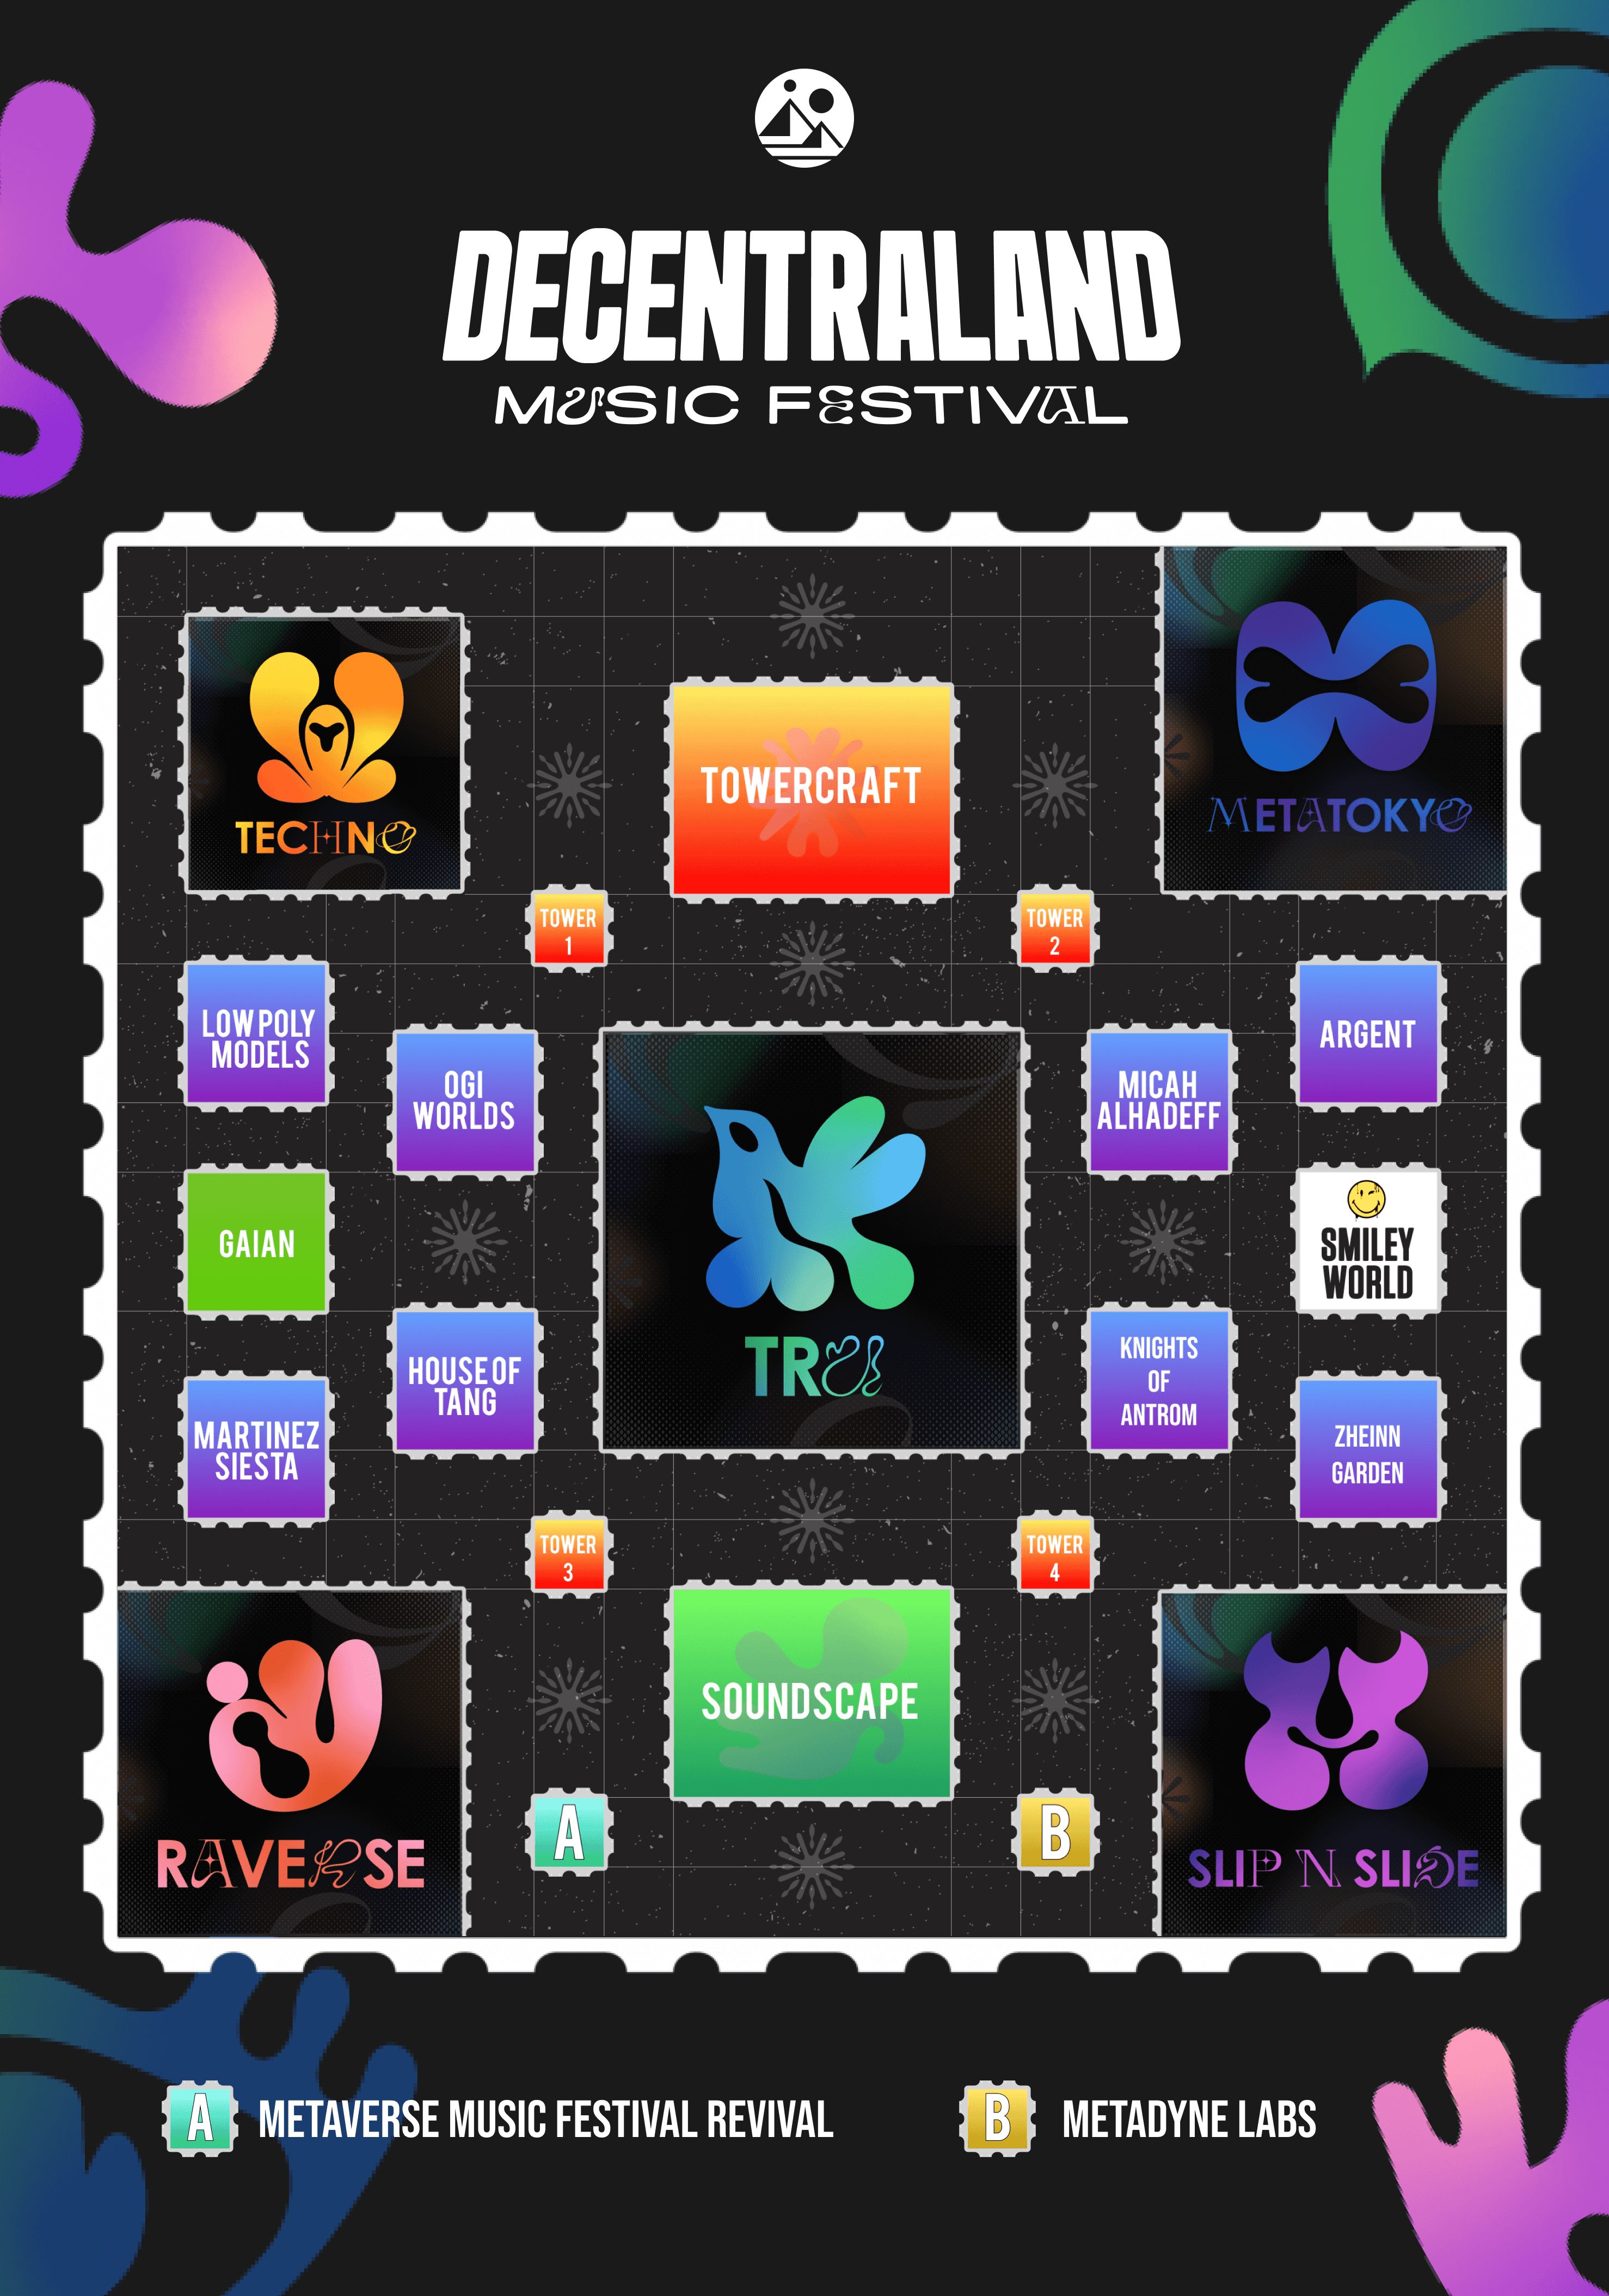 DECENTRALAND
MUSIC FESTIVAL
TECHNO
TOWERCRAFT
METATOKYO
TOWER
1
TOWER
2
LOW POLY
MODELS
OGI
WORLDS
MICAH
ALHADEFF
ARGENT
GAIAN
TRU
SMILEY
WORLD
MARTINEZ
SIESTA
HOUSE OF
TANG
KNIGHTS
OF
ANTROM
ZHEINN
GARDEN
TOWER
3
TOWER
4
RAVERSE
SOUNDSCAPE
SLIP 'N SLIDE
A
B
A METAVERSE MUSIC FESTIVAL REVIVAL
B METADYNE LABS